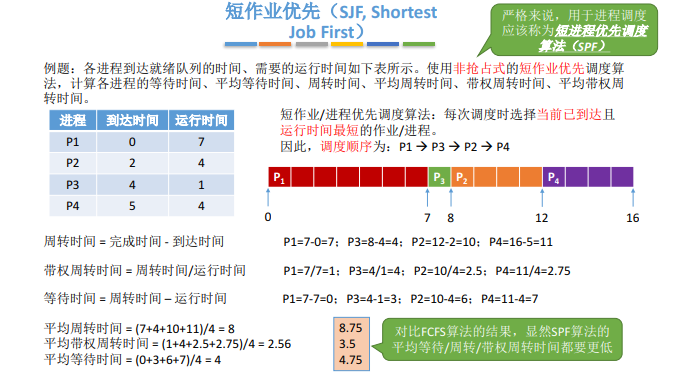 短作业优先（SJF, Shortest
Job First）
严格来说，用于进程调度
应该称为短进程优先调度
算法（SPF）
例题：各进程到达就绪队列的时间、需要的运行时间如下表所示。使用非抢占式的短作业优先调度算
法，计算各进程的等待时间、平均等待时间、周转时间、平均周转时间、带权周转时间、平均带权周
转时间。
进程 到达时间 运行时间
P1 0 7
P2 2 4
P3 4 1
P4 5 4
短作业/进程优先调度算法：每次调度时选择当前已到达且
运行时间最短的作业/进程。
因此，调度顺序为：P1 → P3 → P2 → P4
P1 P3 P2 P4
0 7 8 12 16
周转时间 = 完成时间 - 到达时间 P1=7-0=7；P3=8-4=4；P2=12-2=10；P4=16-5=11
带权周转时间 = 周转时间/运行时间 P1=7/7=1；P3=4/1=4；P2=10/4=2.5；P4=11/4=2.75
等待时间 = 周转时间 – 运行时间 P1=7-7=0；P3=4-1=3；P2=10-4=6；P4=11-4=7
平均周转时间 = (7+4+10+11)/4 = 8 8.75
平均带权周转时间 = (1+4+2.5+2.75)/4 = 2.56 3.5
平均等待时间 = (0+3+6+7)/4 = 4 4.75
对比FCFS算法的结果，显然SPF算法的
平均等待/周转/带权周转时间都要更低